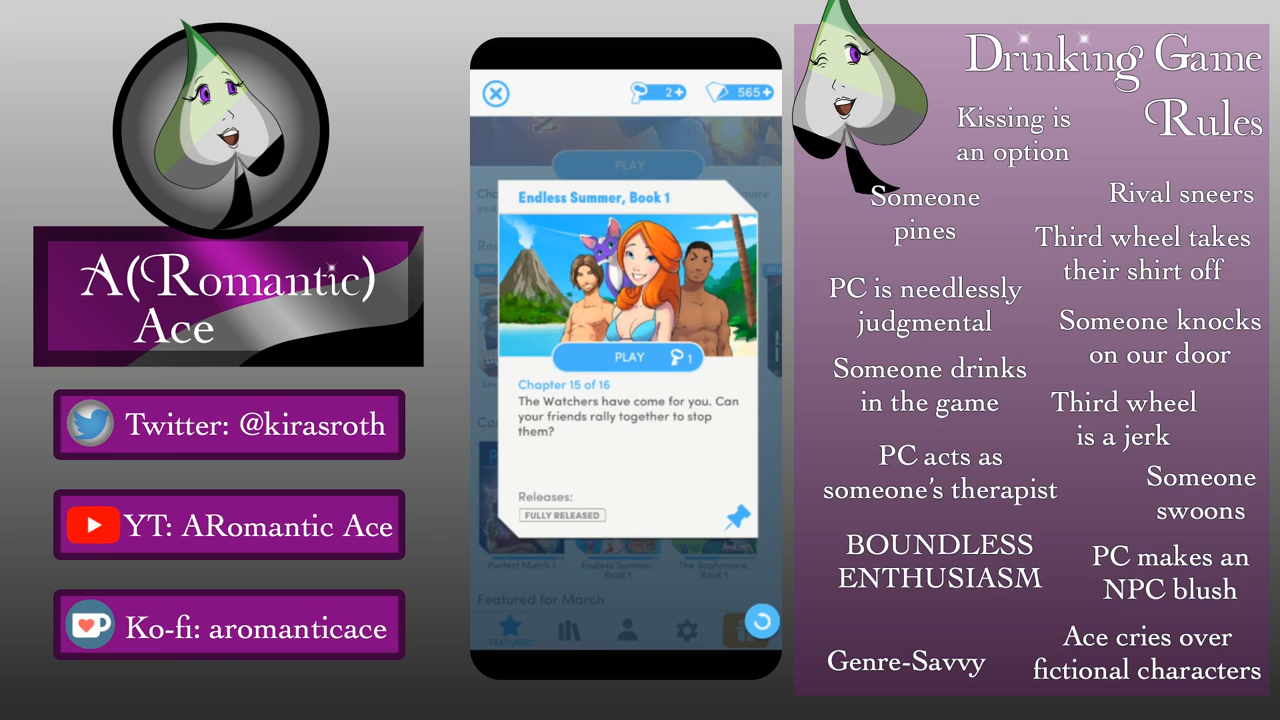 A(Romantic)
Ace
Twitter: @kirasroth
YT: ARomantic Ace
Ko-fi: aromanticace
2+
565+
PLAY
Endless Summer, Book 1
PLAY
1
Chapter 15 of 16
The Watchers have come for you. Can
your friends rally together to stop
them?
Releases:
FULLY RELEASED
Perfect Match 1
Endless Summer,
Book 1
The Sophomore,
Book 1
Featured for March
FEATURED
Drinking Game
Rules
Kissing is
an option
Someone
pines
Rival sneers
Third wheel takes
their shirt off
PC is needlessly
judgmental
Someone knocks
on our door
Someone drinks
in the game
Third wheel
is a jerk
PC acts as
someone's therapist
Someone
swoons
BOUNDLESS
ENTHUSIASM
PC makes an
NPC blush
Genre-Savvy
Ace cries over
fictional characters